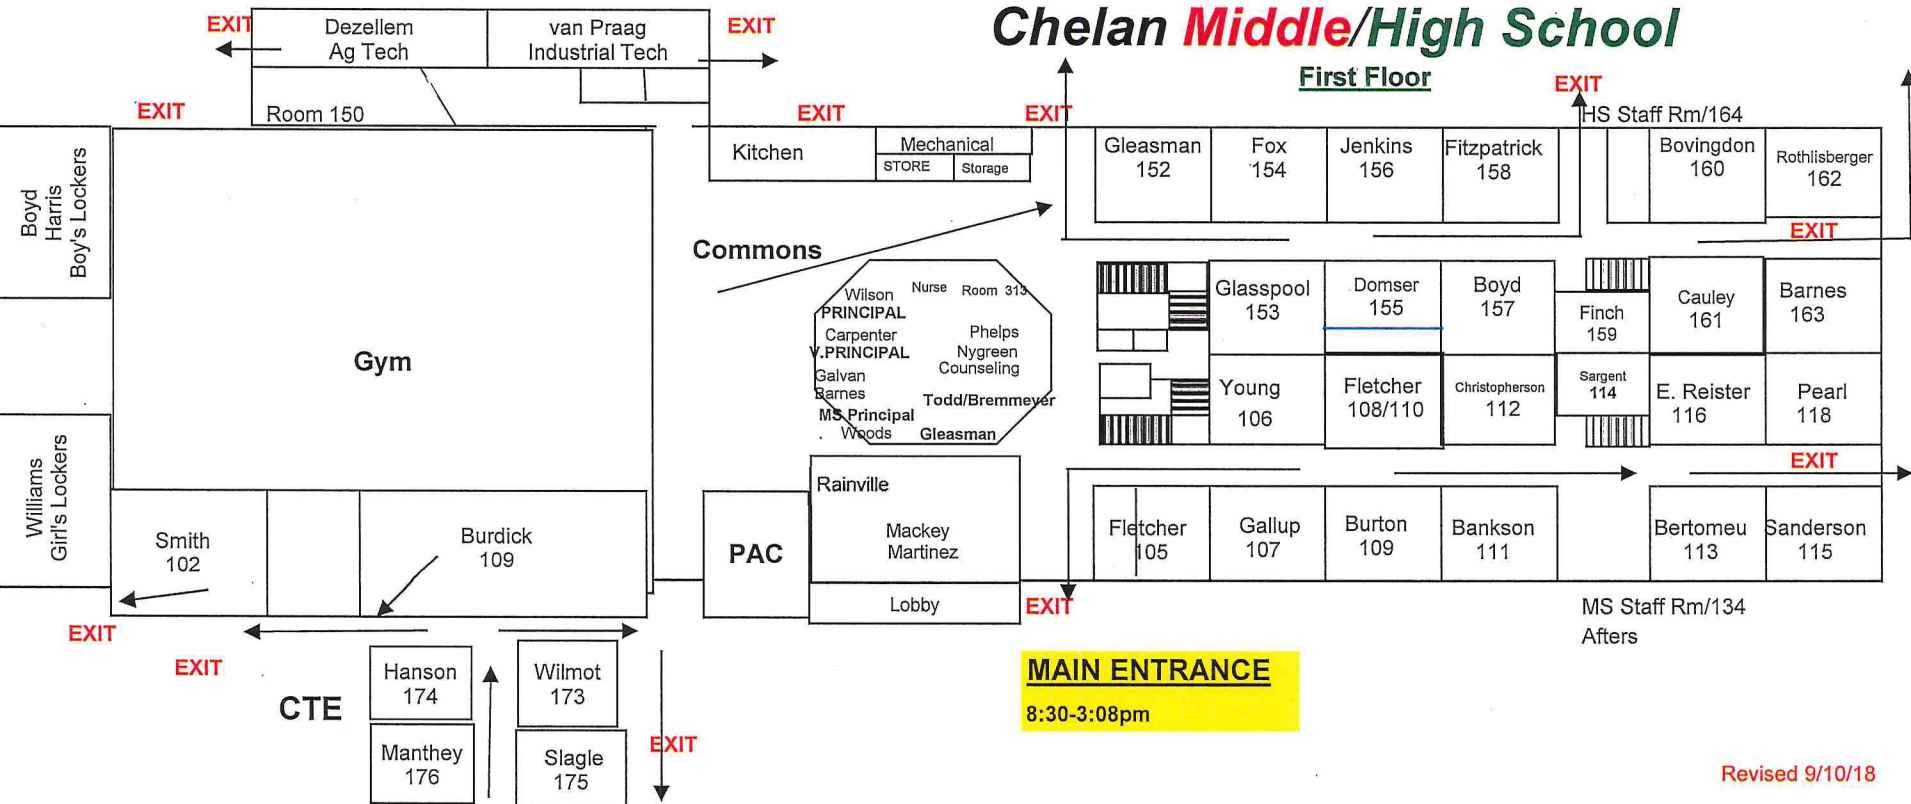 Chelan Middle/High School
First Floor
EXIT
Dezellem
Ag Tech
van Praag
Industrial Tech
EXIT
EXIT
Room 150
EXIT
EXIT
EXIT
HS Staff Rm/164
Boyd
Harris
Boy's Lockers
Kitchen
Mechanical
STORE
Storage
Gleasman
152
Fox
154
Jenkins
156
Fitzpatrick
158
Bovingdon
160
Rothlisberger
162
EXIT
Commons
Gym
Wilson
PRINCIPAL
Carpenter
V.PRINCIPAL
Galvan
Barnes
MS Principal
Woods
Nurse
Room 313
Phelps
Nygreen
Counseling
Todd/Bremmeyer
Gleasman
Glasspool
153
Domser
155
Boyd
157
Finch
159
Cauley
161
Barnes
163
Young
106
Fletcher
108/110
Christopherson
112
Sargent
114
E. Reister
116
Pearl
118
EXIT
Williams
Girl's Lockers
Smith
102
Burdick
109
PAC
Rainville
Mackey
Martinez
Lobby
Fletcher
105
Gallup
107
Burton
109
Bankson
111
Bertomeu
113
Sanderson
115
EXIT
MS Staff Rm/134
Afters
EXIT
EXIT
CTE
Hanson
174
Wilmot
173
Manthey
176
Slagle
175
EXIT
MAIN ENTRANCE
8:30-3:08pm
Revised 9/10/18